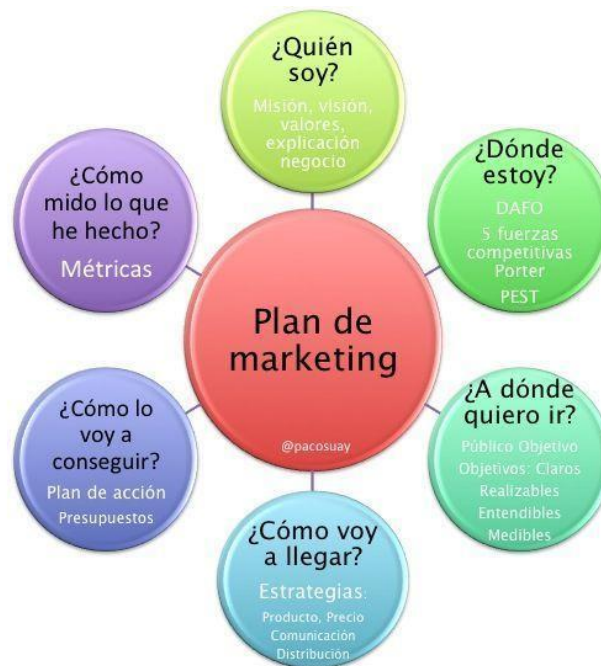 ¿Quién
soy?
Misión, visión,
valores,
explicación
negocio
¿Dónde
estoy?
DAFO
5 fuerzas
competitivas
Porter
PEST
¿A dónde
quiero ir?
Público Objetivo
Objetivos: Claros
Realizables
Entendibles
Medibles
¿Cómo voy
a llegar?
Estrategias:
Producto, Precio
Comunicación
Distribución
¿Cómo lo
voy a
conseguir?
Plan de acción
Presupuestos
¿Cómo
mido lo que
he hecho?
Métricas
Plan de
marketing
@pacosuay